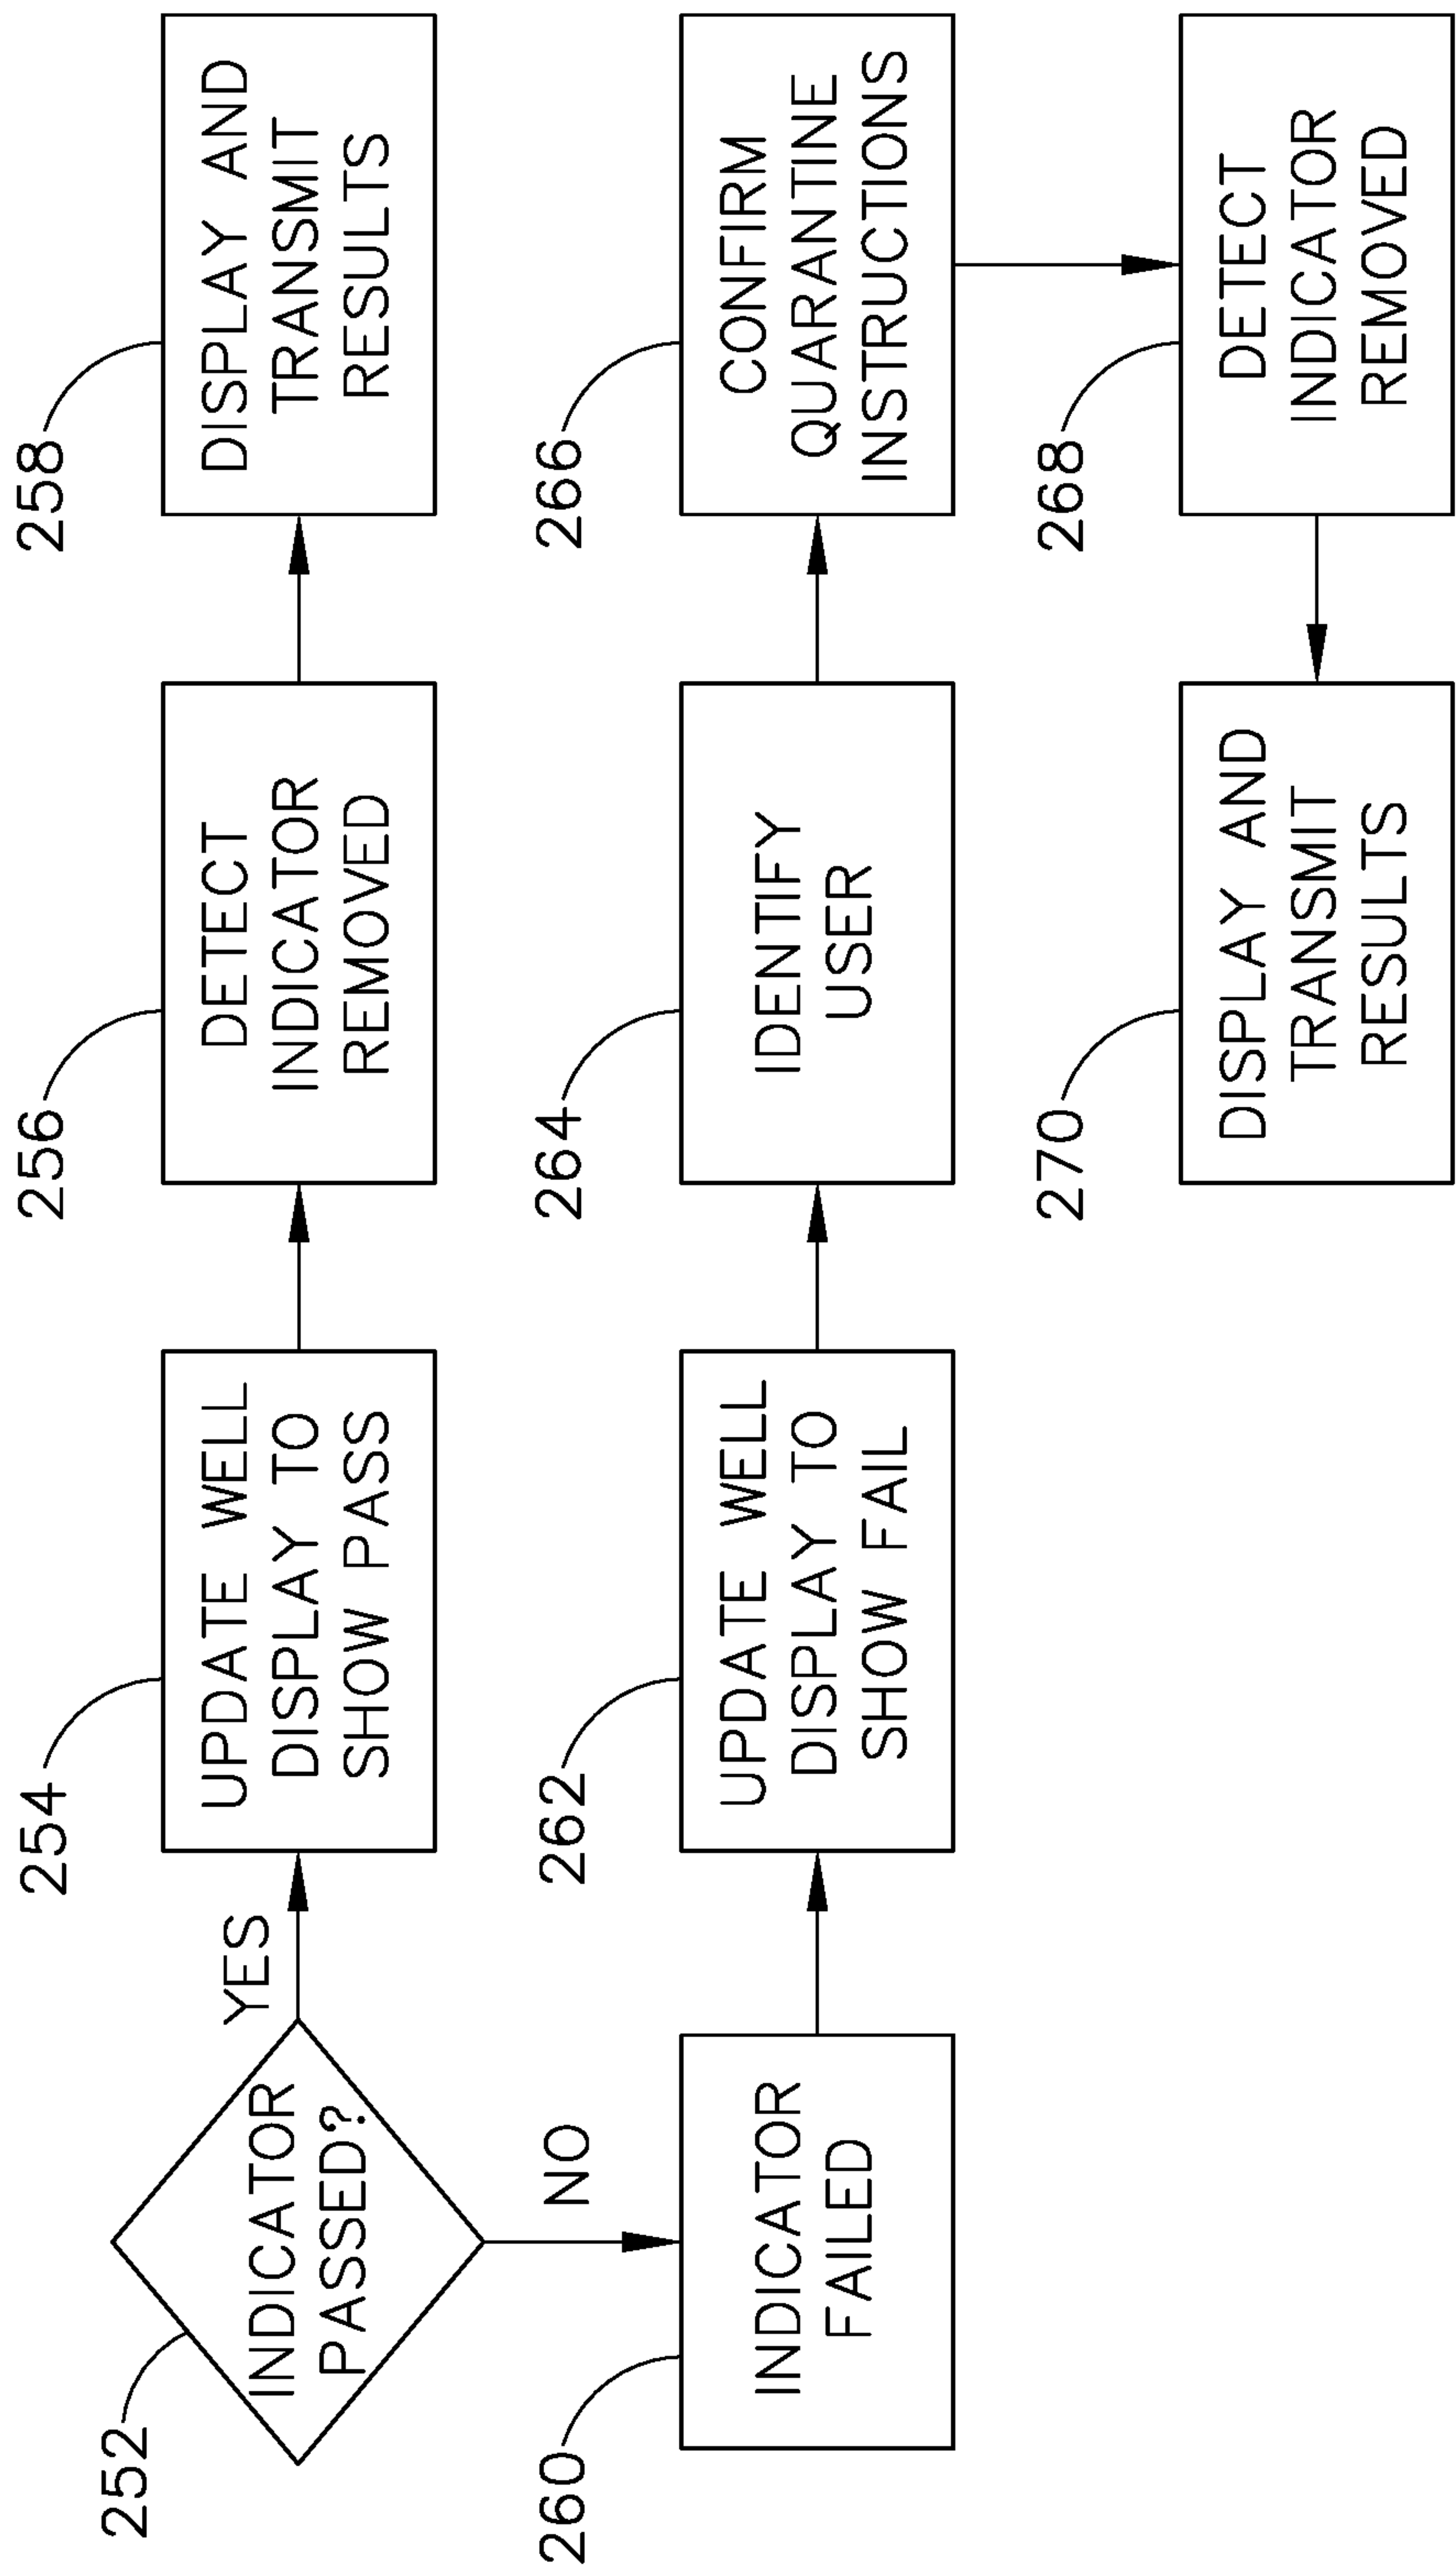 252
INDICATOR
PASSED?
YES
254
UPDATE WELL
DISPLAY TO
SHOW PASS
256
DETECT
INDICATOR
REMOVED
258
DISPLAY AND
TRANSMIT
RESULTS
NO
260
INDICATOR
FAILED
262
UPDATE WELL
DISPLAY TO
SHOW FAIL
264
IDENTIFY
USER
266
CONFIRM
QUARANTINE
INSTRUCTIONS
268
DETECT
INDICATOR
REMOVED
270
DISPLAY AND
TRANSMIT
RESULTS